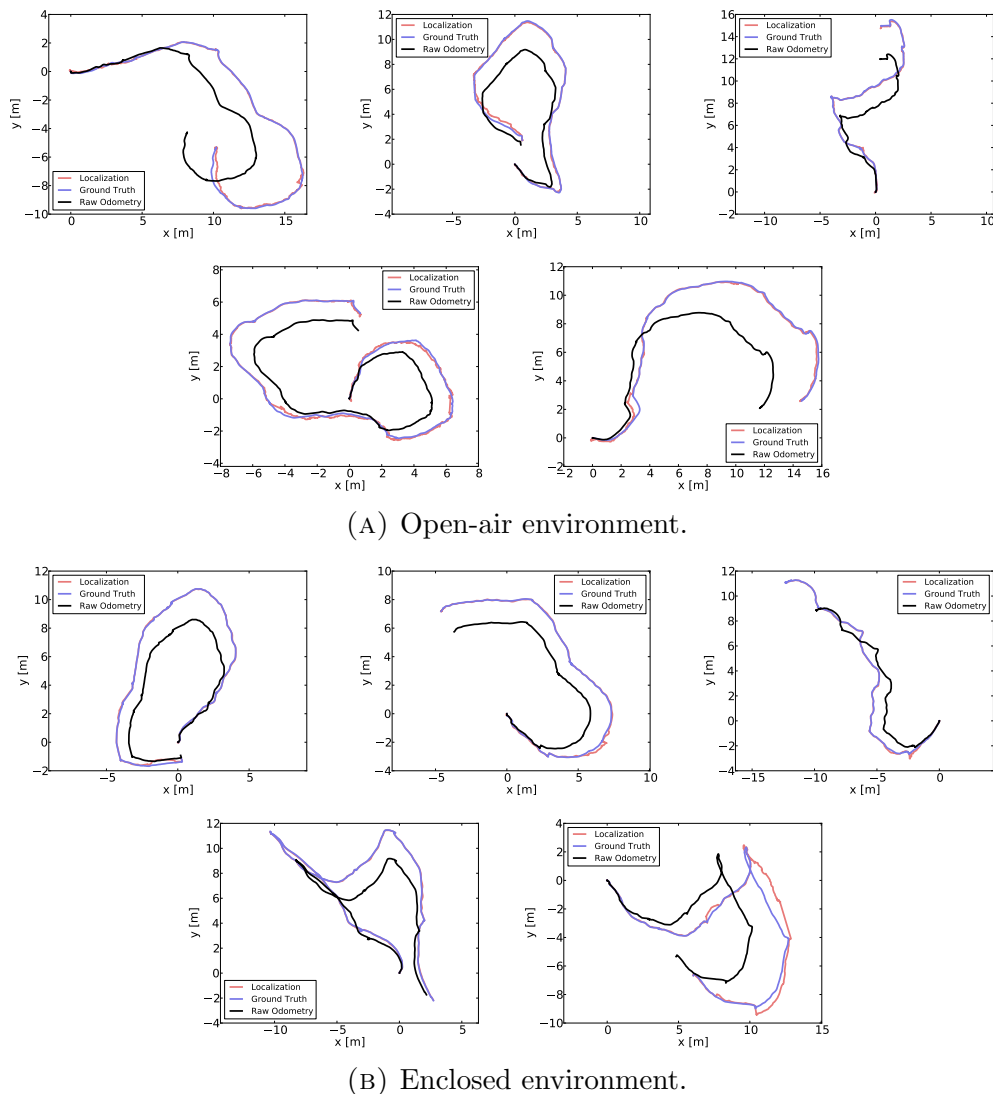 Localization
Ground Truth
Raw Odometry
4
2
0
−2
−4
−6
−8
−10
y [m]
0 5 10 15
x [m]
Localization
Ground Truth
Raw Odometry
12
10
8
6
4
2
0
−2
−4
y [m]
−10 −5 0 5 10
x [m]
Localization
Ground Truth
Raw Odometry
16
14
12
10
8
6
4
2
0
−2
y [m]
−10 −5 0 5 10
x [m]
Localization
Ground Truth
Raw Odometry
8
6
4
2
0
−2
−4
y [m]
−8 −6 −4 −2 0 2 4 6 8
x [m]
Localization
Ground Truth
Raw Odometry
12
10
8
6
4
2
0
−2
y [m]
−2 0 2 4 6 8 10 12 14 16
x [m]
(A) Open-air environment.
Localization
Ground Truth
Raw Odometry
12
10
8
6
4
2
0
−2
y [m]
−5 0 5
x [m]
Localization
Ground Truth
Raw Odometry
12
10
8
6
4
2
0
−2
−4
y [m]
−5 0 5 10
x [m]
Localization
Ground Truth
Raw Odometry
12
10
8
6
4
2
0
−2
−4
y [m]
−15 −10 −5 0
x [m]
Localization
Ground Truth
Raw Odometry
12
10
8
6
4
2
0
−2
−4
y [m]
−10 −5 0 5
x [m]
Localization
Ground Truth
Raw Odometry
4
2
0
−2
−4
−6
−8
−10
y [m]
0 5 10 15
x [m]
(B) Enclosed environment.